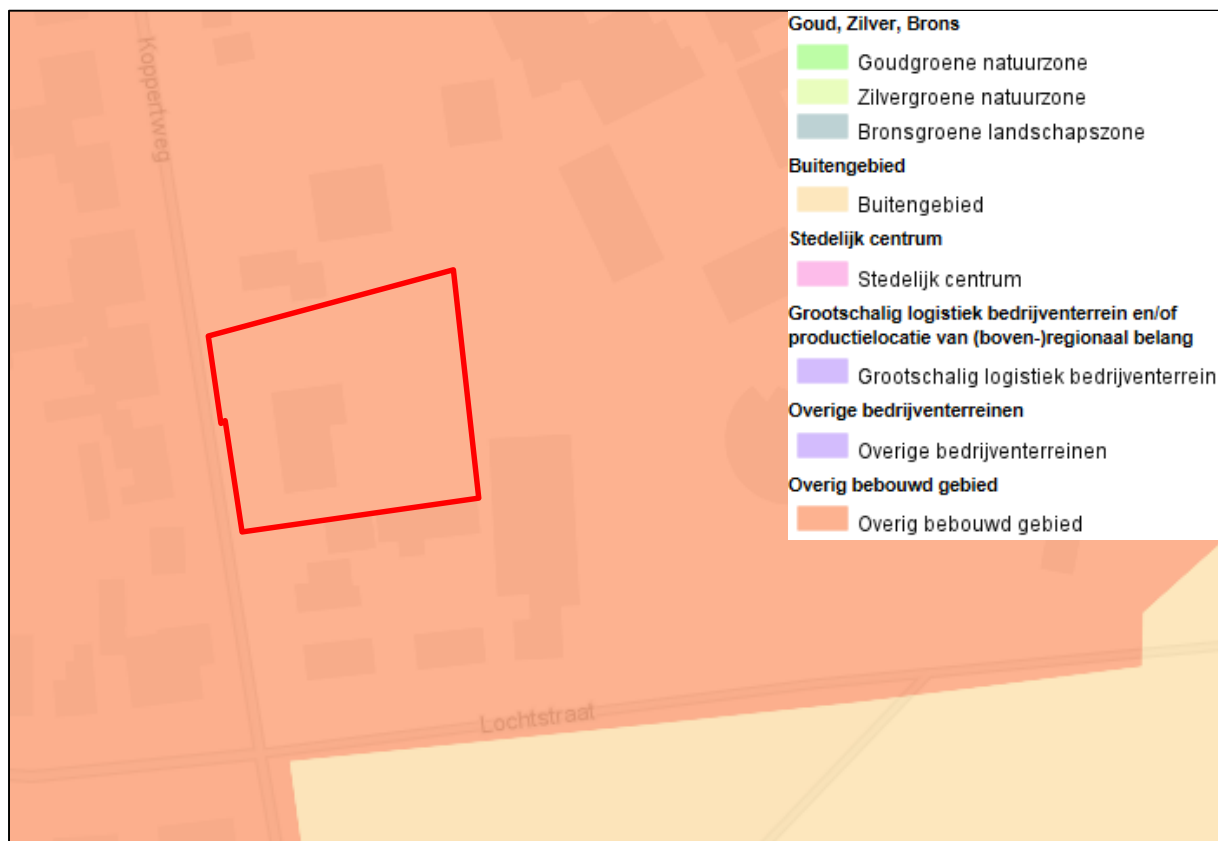 Koppertweg
Lochtstraat
Goud, Zilver, Brons
Goudgroene natuurzone
Zilvergroene natuurzone
Bronsgroene landschapszone
Buitengebied
Buitengebied
Stedelijk centrum
Stedelijk centrum
Grootschalig logistiek bedrijventerrein en/of
productielocatie van (boven-)regionaal belang
Grootschalig logistiek bedrijventerrein
Overige bedrijventerreinen
Overige bedrijventerreinen
Overig bebouwd gebied
Overig bebouwd gebied